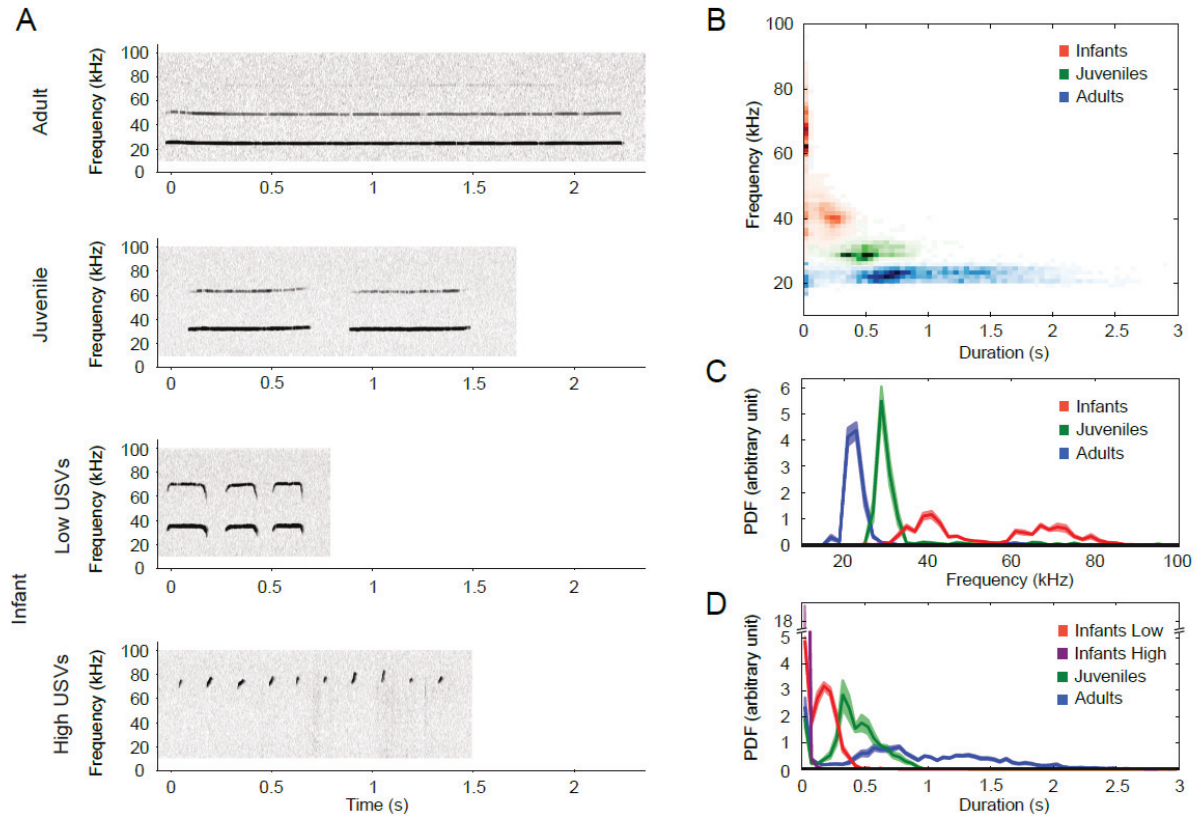 A
Adult
Frequency (kHz)
100
80
60
40
20
0
0 0.5 1 1.5 2
Juvenile
Frequency (kHz)
100
80
60
40
20
0
0 0.5 1 1.5 2
Infant
Low USVs
Frequency (kHz)
100
80
60
40
20
0
0 0.5 1 1.5 2
High USVs
Frequency (kHz)
100
80
60
40
20
0
0 0.5 1 1.5 2
Time (s)
B
Infants
Juveniles
Adults
Frequency (kHz)
100
80
60
40
20
0 0.5 1 1.5 2 2.5 3
Duration (s)
C
Infants
Juveniles
Adults
PDF (arbitrary unit)
6
5
4
3
2
1
0
20 40 60 80 100
Frequency (kHz)
D
Infants Low
Infants High
Juveniles
Adults
PDF (arbitrary unit)
18
5
4
3
2
1
0
0 0.5 1 1.5 2 2.5 3
Duration (s)